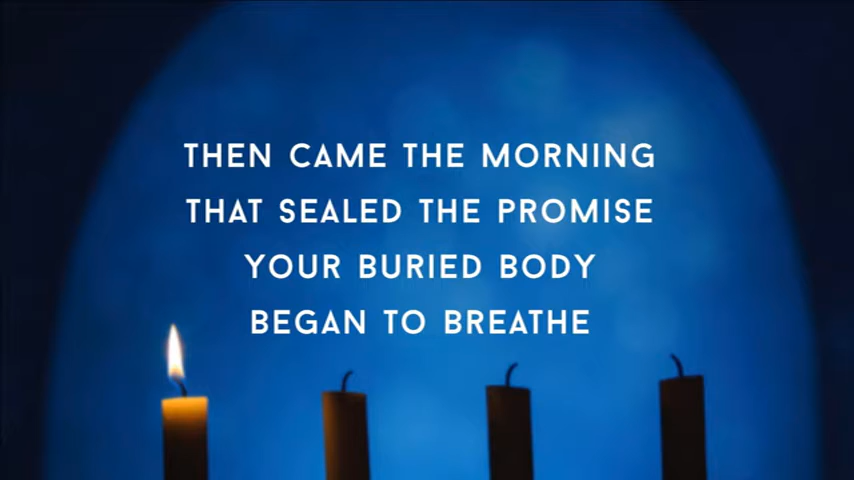 THEN CAME THE MORNING
THAT SEALED THE PROMISE
YOUR BURIED BODY
BEGAN TO BREATHE